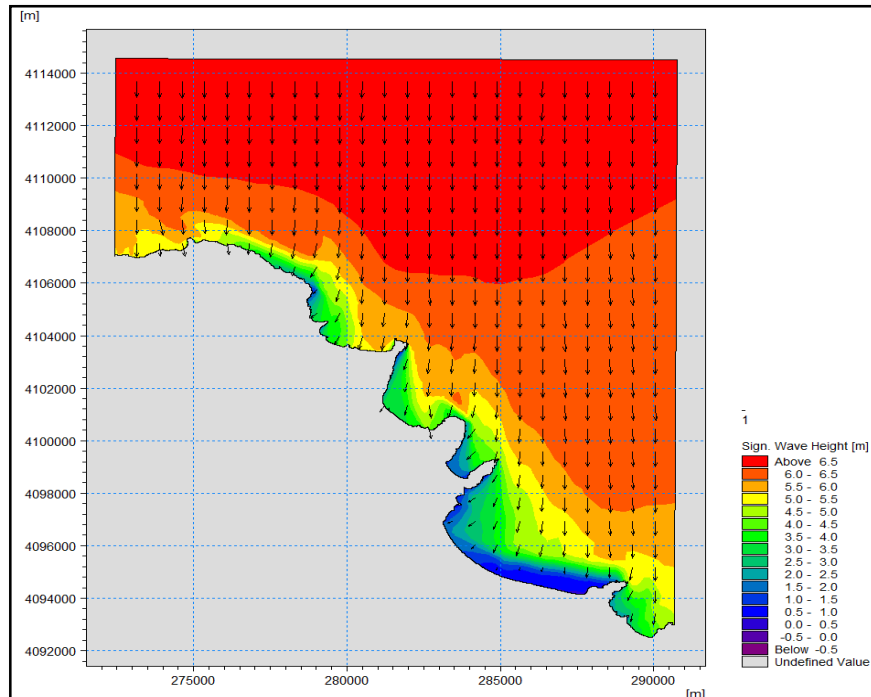 [m]
4114000
4112000
4110000
4108000
4106000
4104000
4102000
4100000
4098000
4096000
4094000
4092000
275000 280000 285000 290000
[m]
-
1
Sign. Wave Height [m]
Above 6.5
6.0 - 6.5
5.5 - 6.0
5.0 - 5.5
4.5 - 5.0
4.0 - 4.5
3.5 - 4.0
3.0 - 3.5
2.5 - 3.0
2.0 - 2.5
1.5 - 2.0
1.0 - 1.5
0.5 - 1.0
0.0 - 0.5
-0.5 - 0.0
Below -0.5
Undefined Value